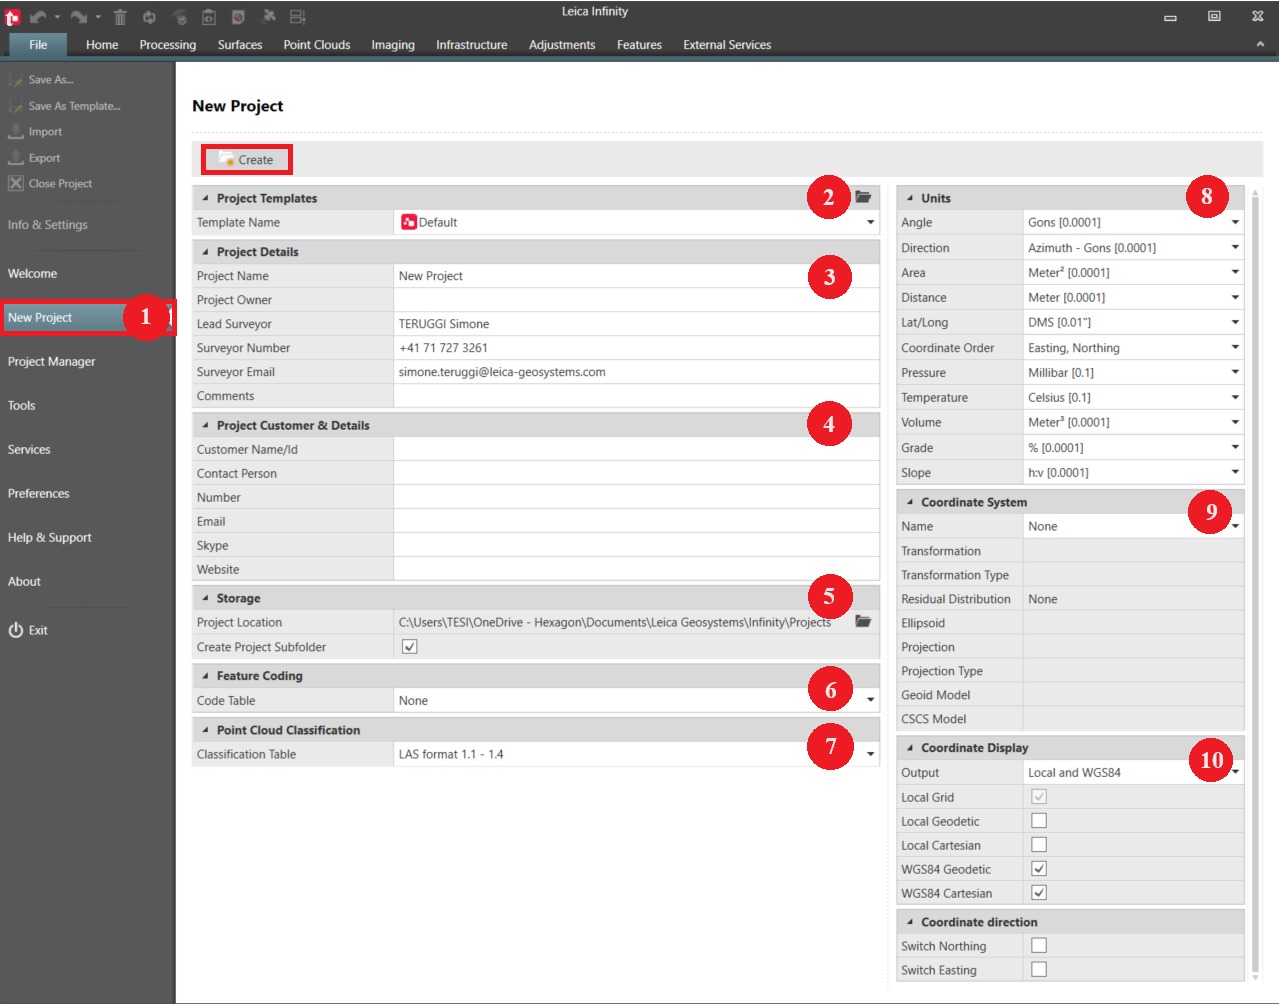 Leica Infinity
File Home Processing Surfaces Point Clouds Imaging Infrastructure Adjustments Features External Services
Save As...
Save As Template...
Import
Export
Close Project
Info & Settings
Welcome
New Project 1
Project Manager
Tools
Services
Preferences
Help & Support
About
Exit
New Project
Create
Project Templates 2
Template Name Default
Project Details
Project Name New Project 3
Project Owner
Lead Surveyor TERUGGI Simone
Surveyor Number +41 71 727 3261
Surveyor Email simone.teruggi@leica-geosystems.com
Comments
Project Customer & Details 4
Customer Name/Id
Contact Person
Number
Email
Skype
Website
Storage 5
Project Location C:\Users\TESI\OneDrive - Hexagon\Documents\Leica Geosystems\Infinity\Projects
Create Project Subfolder
Feature Coding 6
Code Table None
Point Cloud Classification 7
Classification Table LAS format 1.1 - 1.4
Units 8
Angle Gons [0.0001]
Direction Azimuth - Gons [0.0001]
Area Meter² [0.0001]
Distance Meter [0.0001]
Lat/Long DMS [0.01"]
Coordinate Order Easting, Northing
Pressure Millibar [0.1]
Temperature Celsius [0.1]
Volume Meter³ [0.0001]
Grade % [0.0001]
Slope h:v [0.0001]
Coordinate System 9
Name None
Transformation
Transformation Type
Residual Distribution None
Ellipsoid
Projection
Projection Type
Geoid Model
CSCS Model
Coordinate Display 10
Output Local and WGS84
Local Grid
Local Geodetic
Local Cartesian
WGS84 Geodetic
WGS84 Cartesian
Coordinate direction
Switch Northing
Switch Easting